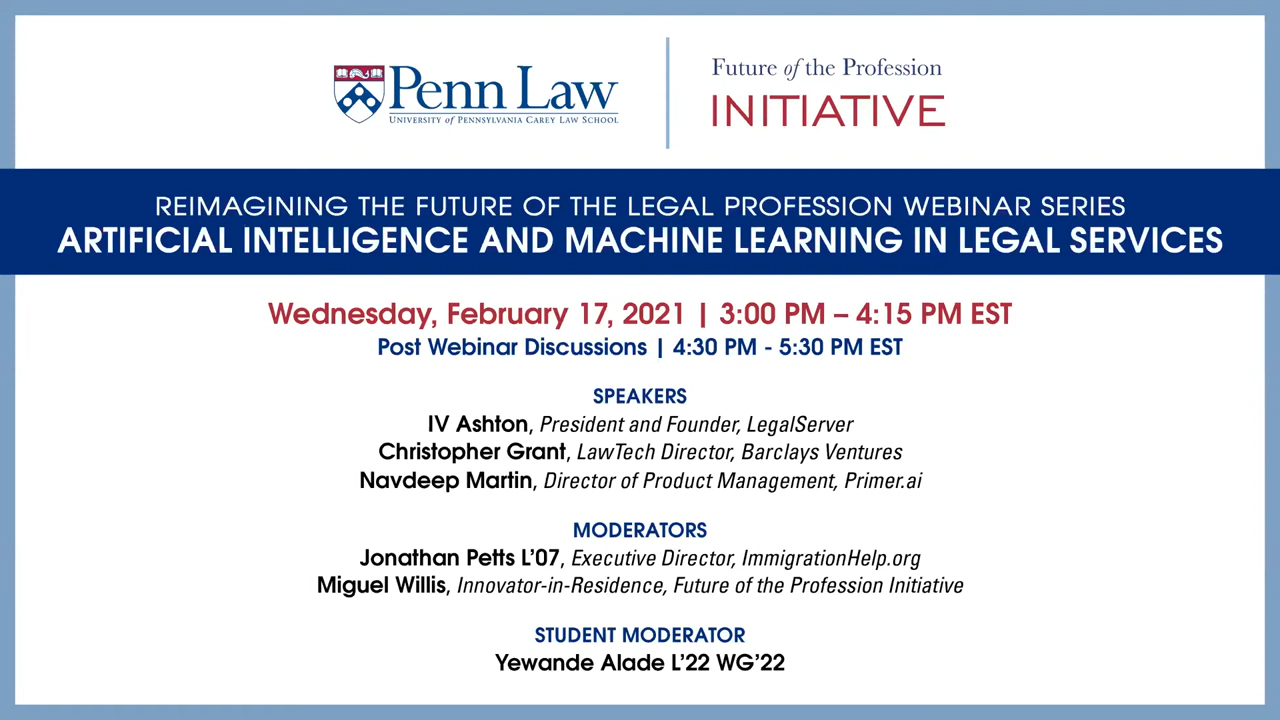 Penn Law
UNIVERSITY of PENNSYLVANIA CAREY LAW SCHOOL
Future of the Profession
INITIATIVE
REIMAGINING THE FUTURE OF THE LEGAL PROFESSION WEBINAR SERIES
ARTIFICIAL INTELLIGENCE AND MACHINE LEARNING IN LEGAL SERVICES
Wednesday, February 17, 2021 | 3:00 PM – 4:15 PM EST
Post Webinar Discussions | 4:30 PM - 5:30 PM EST
SPEAKERS
IV Ashton, President and Founder, LegalServer
Christopher Grant, LawTech Director, Barclays Ventures
Navdeep Martin, Director of Product Management, Primer.ai
MODERATORS
Jonathan Petts L’07, Executive Director, ImmigrationHelp.org
Miguel Willis, Innovator-in-Residence, Future of the Profession Initiative
STUDENT MODERATOR
Yewande Alade L’22 WG’22